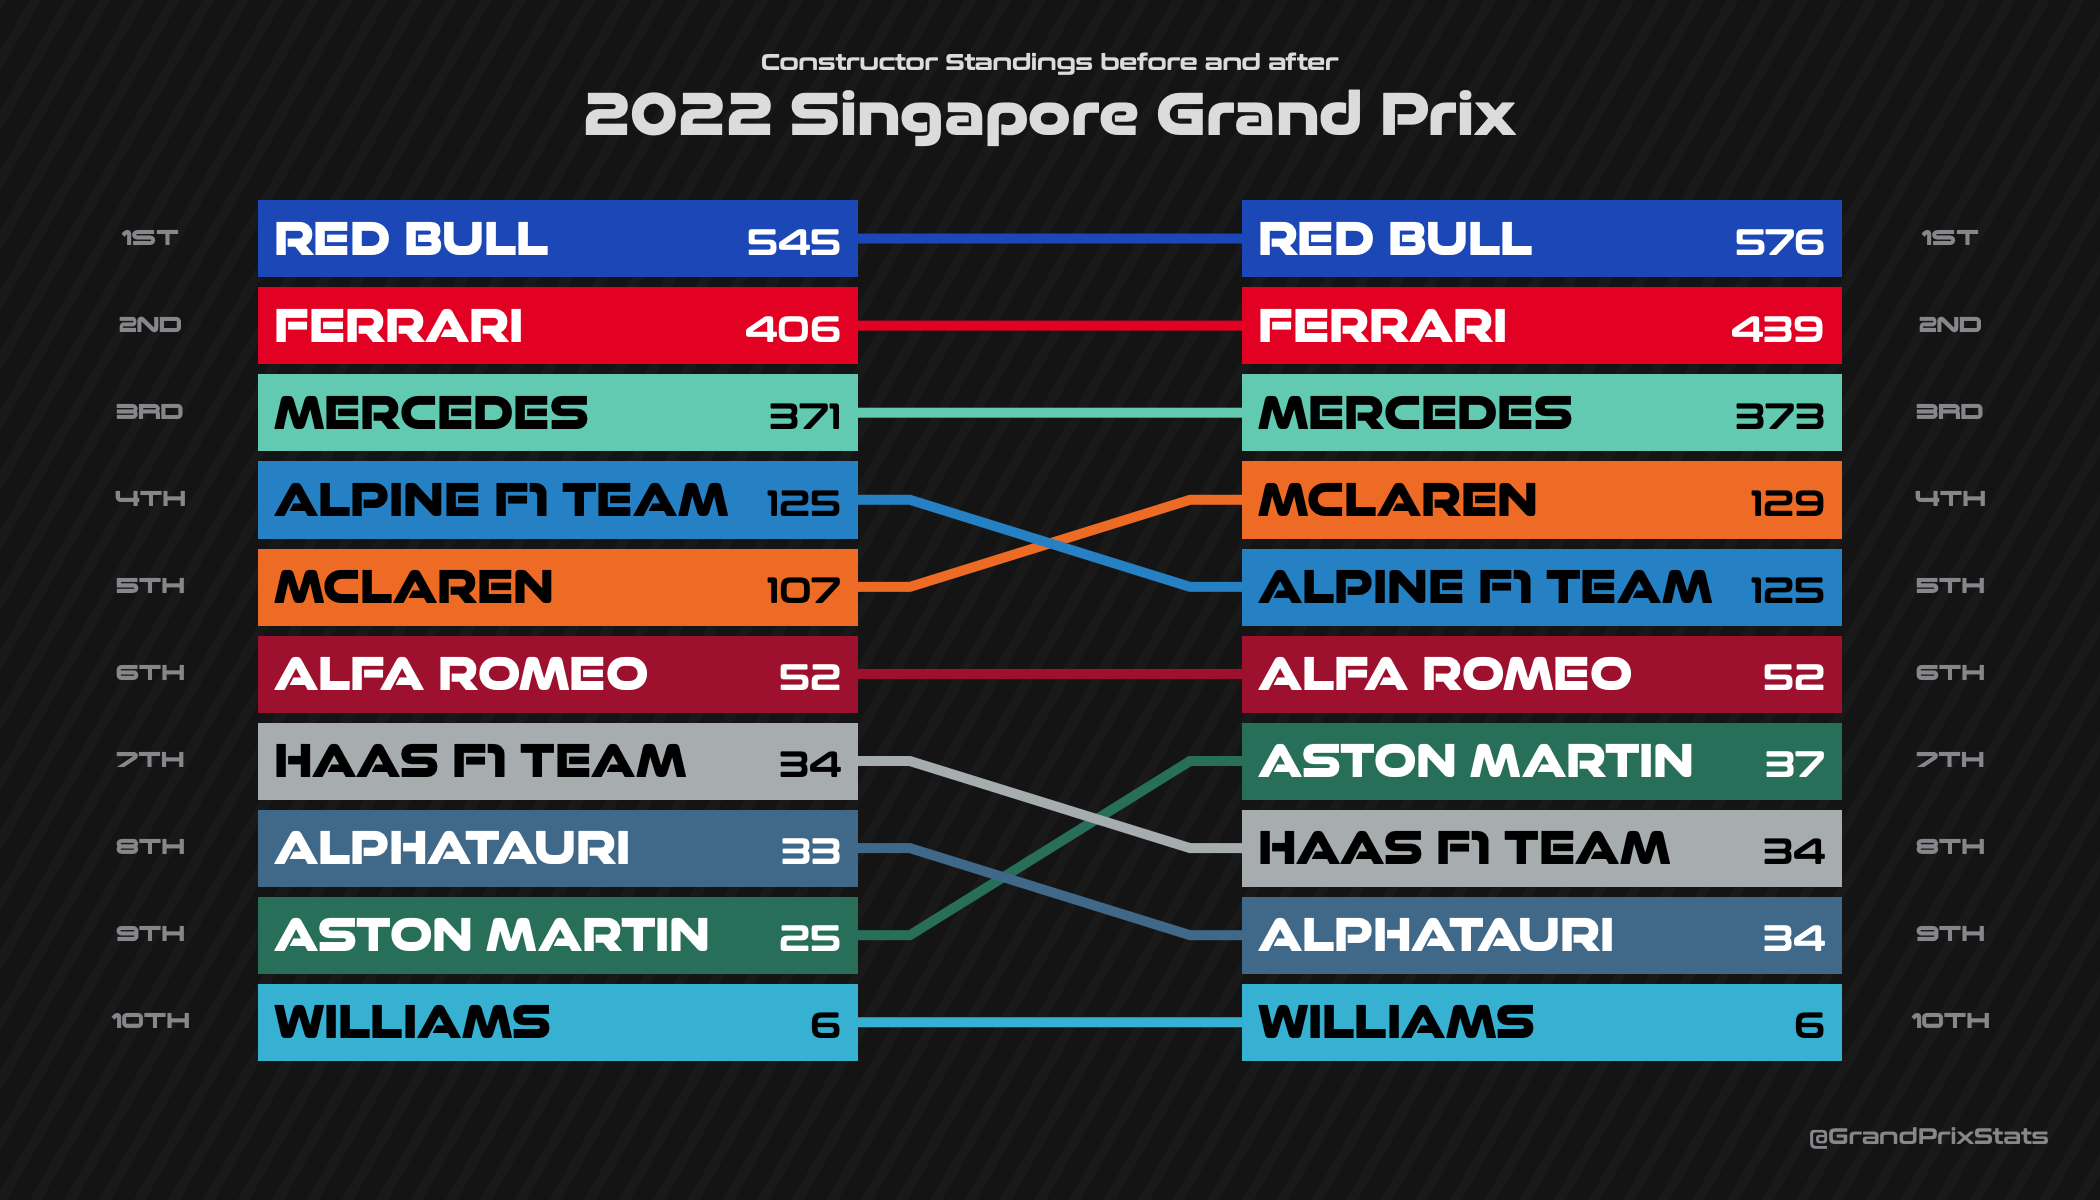 Constructor Standings before and after
2022 Singapore Grand Prix
1ST RED BULL 545 RED BULL 576 1ST
2ND FERRARI 406 FERRARI 439 2ND
3RD MERCEDES 371 MERCEDES 373 3RD
4TH ALPINE F1 TEAM 125 MCLAREN 129 4TH
5TH MCLAREN 107 ALPINE F1 TEAM 125 5TH
6TH ALFA ROMEO 52 ALFA ROMEO 52 6TH
7TH HAAS F1 TEAM 34 ASTON MARTIN 37 7TH
8TH ALPHATAURI 33 HAAS F1 TEAM 34 8TH
9TH ASTON MARTIN 25 ALPHATAURI 34 9TH
10TH WILLIAMS 6 WILLIAMS 6 10TH
@GrandPrixStats